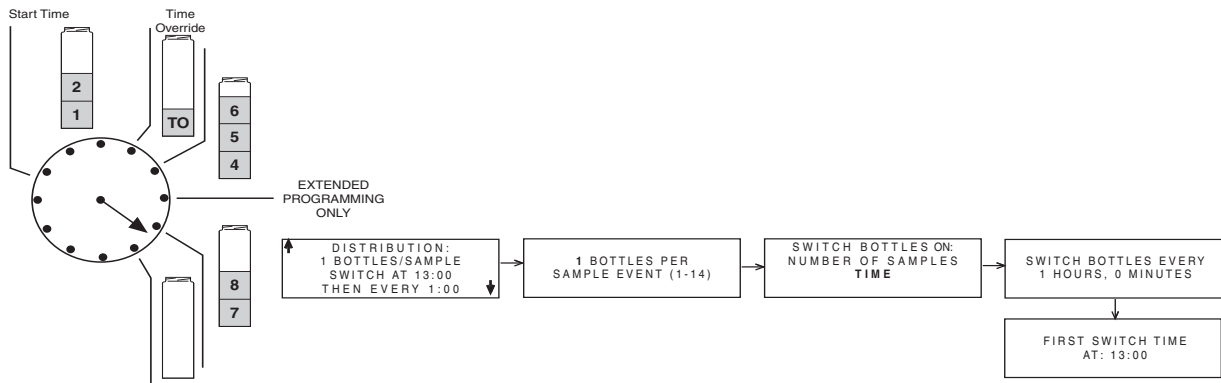 Start Time
Time
Override
2
1
TO
6
5
4
EXTENDED
PROGRAMMING
ONLY
8
7
DISTRIBUTION:
1 BOTTLES/SAMPLE
SWITCH AT 13:00
THEN EVERY 1:00
1 BOTTLES PER
SAMPLE EVENT (1-14)
SWITCH BOTTLES ON:
NUMBER OF SAMPLES
TIME
SWITCH BOTTLES EVERY
1 HOURS, 0 MINUTES
FIRST SWITCH TIME
AT: 13:00